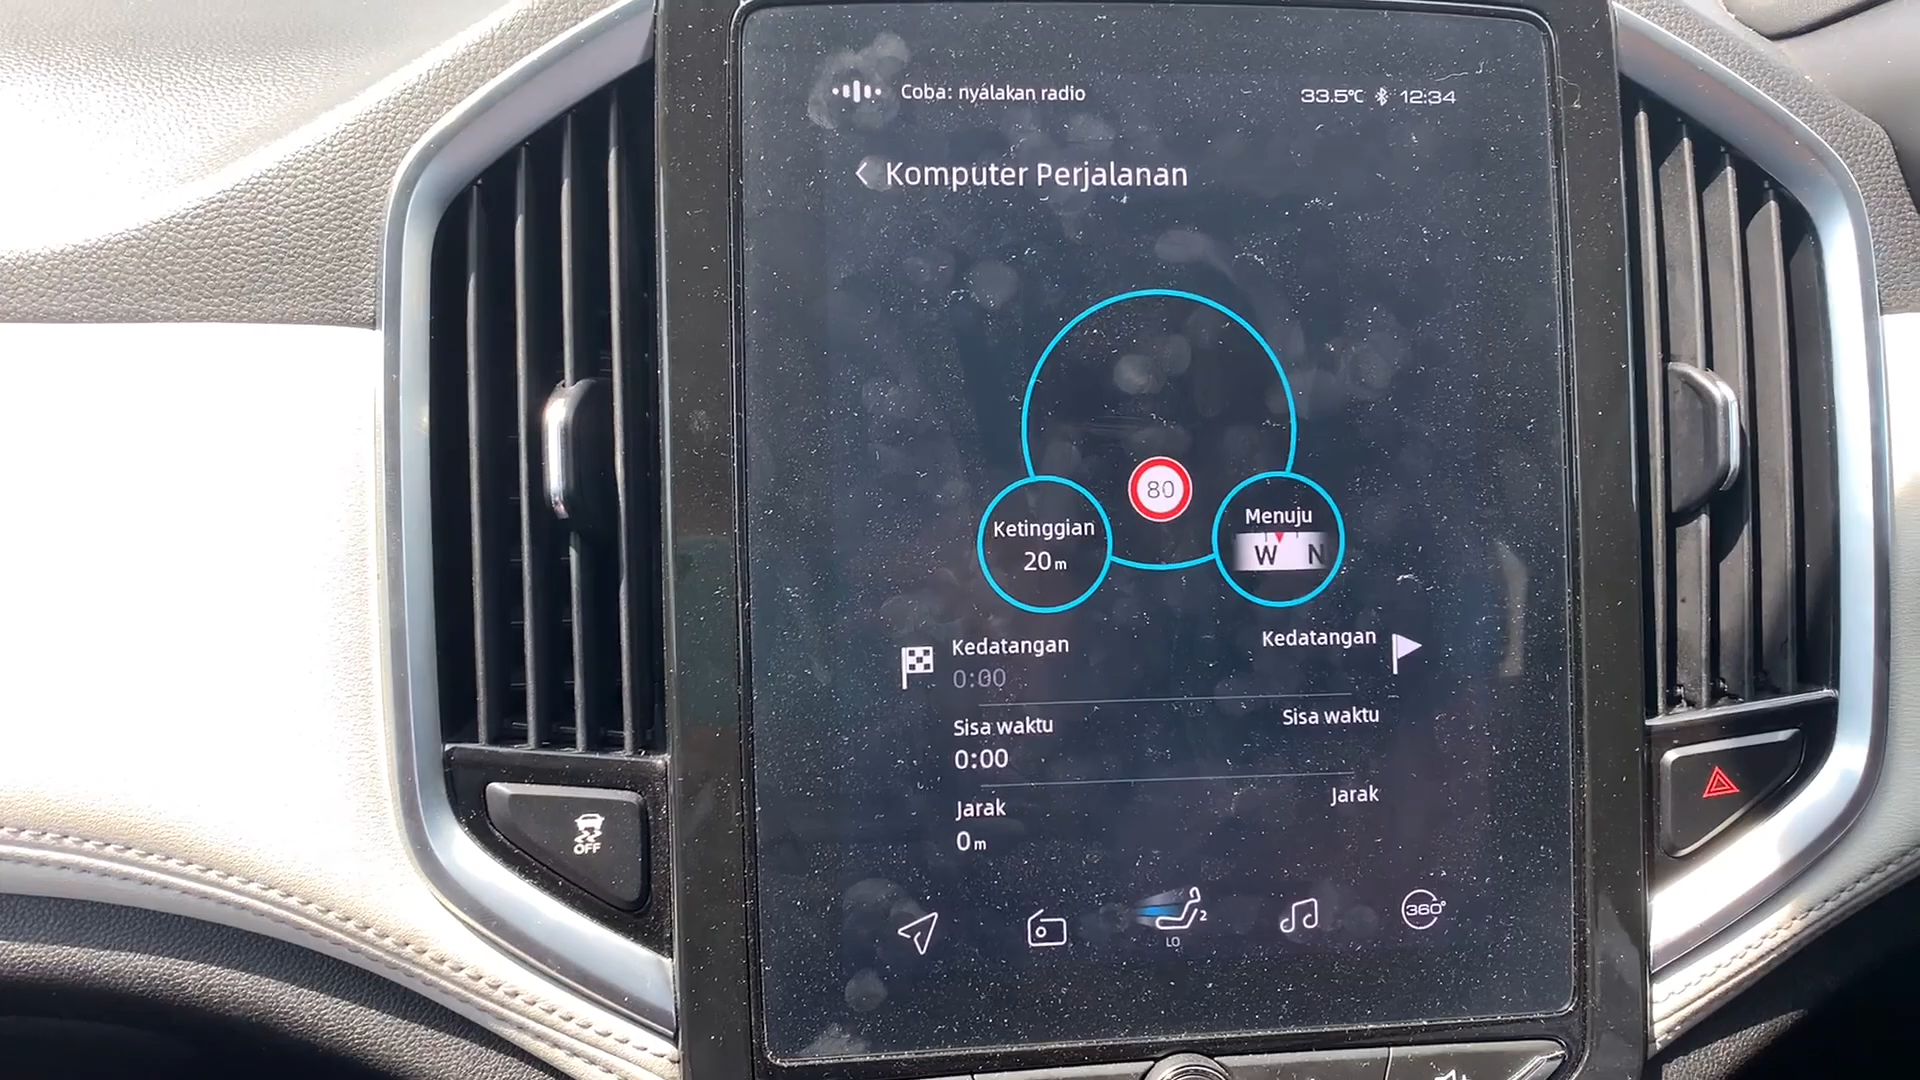 Coba: nyalakan radio
33.5℃ 12:34
Komputer Perjalanan
80
Ketinggian
20 m
Menuju
W N
Kedatangan
0:00
Kedatangan
Sisa waktu
0:00
Sisa waktu
Jarak
0 m
Jarak
2
LO
360°
OFF